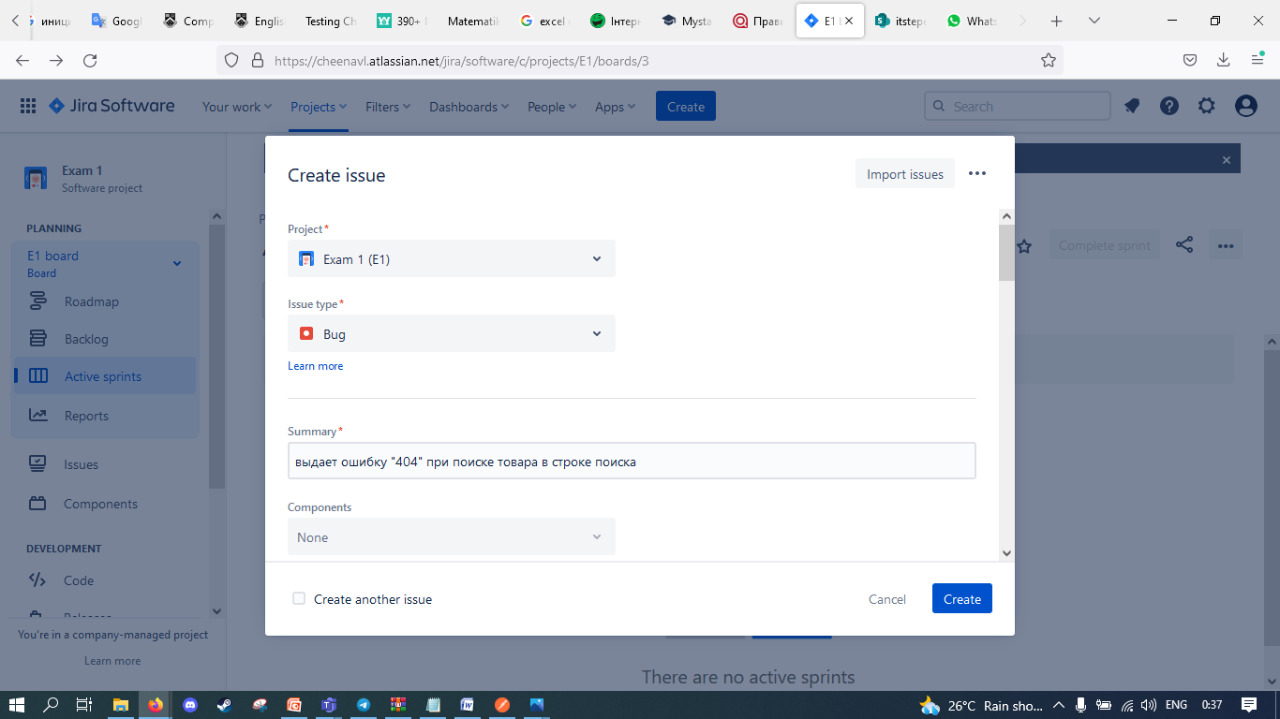 иниц
Googl
Comp
English
Testing Ch
390+
Matematik
excel
Інтер
Mysta
Прав
E1
itstep
Whats
https://cheenavl.atlassian.net/jira/software/c/projects/E1/boards/3
Jira Software
Your work
Projects
Filters
Dashboards
People
Apps
Create
Search
Exam 1
Software project
PLANNING
E1 board
Board
Roadmap
Backlog
Active sprints
Reports
Issues
Components
DEVELOPMENT
Code
Releases
You're in a company-managed project
Learn more
Complete sprint
Create issue
Import issues
Project*
Exam 1 (E1)
Issue type*
Bug
Learn more
Summary*
выдает ошибку "404" при поиске товара в строке поиска
Components
None
Create another issue
Cancel
Create
There are no active sprints
26°C Rain sho...
ENG
0:37